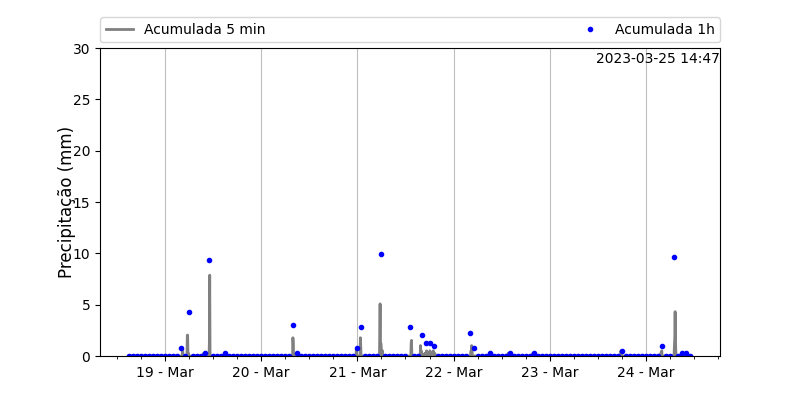 Acumulada 5 min
Acumulada 1h
2023-03-25 14:47
Precipitação (mm)
30
25
20
15
10
5
0
19 - Mar
20 - Mar
21 - Mar
22 - Mar
23 - Mar
24 - Mar